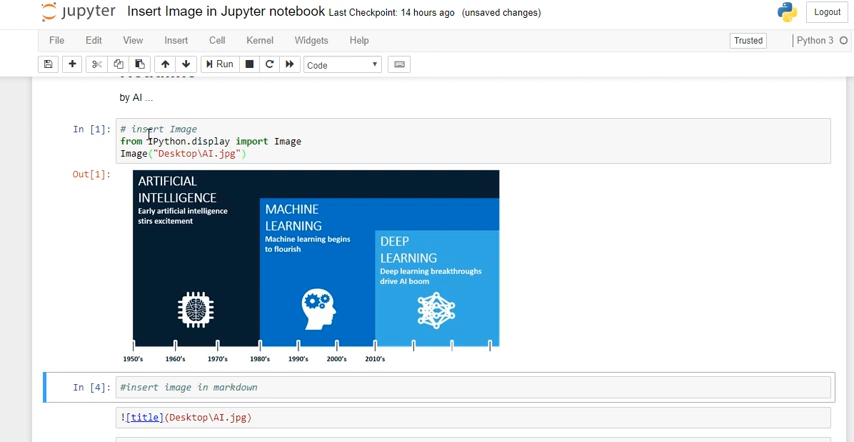 jupyter Insert Image in Jupyter notebook Last Checkpoint: 14 hours ago (unsaved changes) Logout
File Edit View Insert Cell Kernel Widgets Help Trusted Python 3
Run Code
by AI ...
In [1]: # insert Image
from IPython.display import Image
Image("Desktop\AI.jpg")
Out[1]:
ARTIFICIAL
INTELLIGENCE
Early artificial intelligence
stirs excitement
MACHINE
LEARNING
Machine learning begins
to flourish
DEEP
LEARNING
Deep learning breakthroughs
drive AI boom
1950's 1960's 1970's 1980's 1990's 2000's 2010's
In [4]: #insert image in markdown
![title](Desktop\AI.jpg)